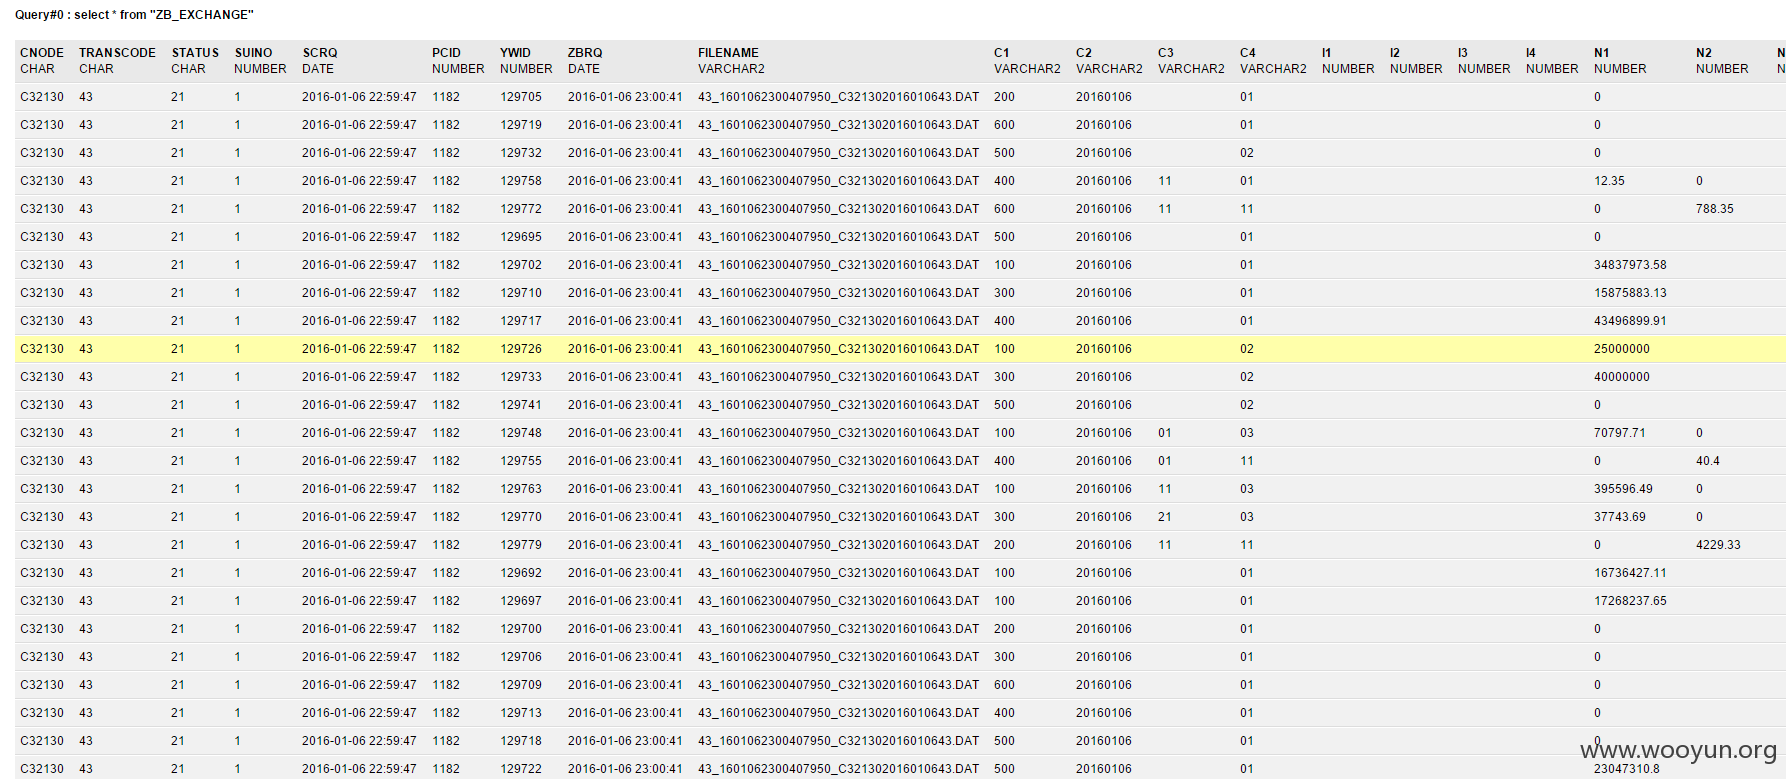 Query#0 : select * from "ZB_EXCHANGE"
CNODE TRANSCODE STATUS SUINO SCRQ PCID YWID ZBRQ FILENAME C1 C2 C3 C4 I1 I2 I3 I4 N1 N2 N
CHAR CHAR CHAR NUMBER DATE NUMBER NUMBER DATE VARCHAR2 VARCHAR2 VARCHAR2 VARCHAR2 VARCHAR2 NUMBER NUMBER NUMBER NUMBER NUMBER NUMBER N
C32130 43 21 1 2016-01-06 22:59:47 1182 129705 2016-01-06 23:00:41 43_1601062300407950_C321302016010643.DAT 200 20160106 01 0
C32130 43 21 1 2016-01-06 22:59:47 1182 129719 2016-01-06 23:00:41 43_1601062300407950_C321302016010643.DAT 600 20160106 01 0
C32130 43 21 1 2016-01-06 22:59:47 1182 129732 2016-01-06 23:00:41 43_1601062300407950_C321302016010643.DAT 500 20160106 02 0
C32130 43 21 1 2016-01-06 22:59:47 1182 129758 2016-01-06 23:00:41 43_1601062300407950_C321302016010643.DAT 400 20160106 11 01 12.35 0
C32130 43 21 1 2016-01-06 22:59:47 1182 129772 2016-01-06 23:00:41 43_1601062300407950_C321302016010643.DAT 600 20160106 11 11 0 788.35
C32130 43 21 1 2016-01-06 22:59:47 1182 129695 2016-01-06 23:00:41 43_1601062300407950_C321302016010643.DAT 500 20160106 01 0
C32130 43 21 1 2016-01-06 22:59:47 1182 129702 2016-01-06 23:00:41 43_1601062300407950_C321302016010643.DAT 100 20160106 01 34837973.58
C32130 43 21 1 2016-01-06 22:59:47 1182 129710 2016-01-06 23:00:41 43_1601062300407950_C321302016010643.DAT 300 20160106 01 15875883.13
C32130 43 21 1 2016-01-06 22:59:47 1182 129717 2016-01-06 23:00:41 43_1601062300407950_C321302016010643.DAT 400 20160106 01 43496899.91
C32130 43 21 1 2016-01-06 22:59:47 1182 129726 2016-01-06 23:00:41 43_1601062300407950_C321302016010643.DAT 100 20160106 02 25000000
C32130 43 21 1 2016-01-06 22:59:47 1182 129733 2016-01-06 23:00:41 43_1601062300407950_C321302016010643.DAT 300 20160106 02 40000000
C32130 43 21 1 2016-01-06 22:59:47 1182 129741 2016-01-06 23:00:41 43_1601062300407950_C321302016010643.DAT 500 20160106 02 0
C32130 43 21 1 2016-01-06 22:59:47 1182 129748 2016-01-06 23:00:41 43_1601062300407950_C321302016010643.DAT 100 20160106 01 03 70797.71 0
C32130 43 21 1 2016-01-06 22:59:47 1182 129755 2016-01-06 23:00:41 43_1601062300407950_C321302016010643.DAT 400 20160106 01 11 0 40.4
C32130 43 21 1 2016-01-06 22:59:47 1182 129763 2016-01-06 23:00:41 43_1601062300407950_C321302016010643.DAT 100 20160106 11 03 395596.49 0
C32130 43 21 1 2016-01-06 22:59:47 1182 129770 2016-01-06 23:00:41 43_1601062300407950_C321302016010643.DAT 300 20160106 21 03 37743.69 0
C32130 43 21 1 2016-01-06 22:59:47 1182 129779 2016-01-06 23:00:41 43_1601062300407950_C321302016010643.DAT 200 20160106 11 11 0 4229.33
C32130 43 21 1 2016-01-06 22:59:47 1182 129692 2016-01-06 23:00:41 43_1601062300407950_C321302016010643.DAT 100 20160106 01 16736427.11
C32130 43 21 1 2016-01-06 22:59:47 1182 129697 2016-01-06 23:00:41 43_1601062300407950_C321302016010643.DAT 100 20160106 01 17268237.65
C32130 43 21 1 2016-01-06 22:59:47 1182 129700 2016-01-06 23:00:41 43_1601062300407950_C321302016010643.DAT 200 20160106 01 0
C32130 43 21 1 2016-01-06 22:59:47 1182 129706 2016-01-06 23:00:41 43_1601062300407950_C321302016010643.DAT 300 20160106 01 0
C32130 43 21 1 2016-01-06 22:59:47 1182 129709 2016-01-06 23:00:41 43_1601062300407950_C321302016010643.DAT 600 20160106 01 0
C32130 43 21 1 2016-01-06 22:59:47 1182 129713 2016-01-06 23:00:41 43_1601062300407950_C321302016010643.DAT 400 20160106 01 0
C32130 43 21 1 2016-01-06 22:59:47 1182 129718 2016-01-06 23:00:41 43_1601062300407950_C321302016010643.DAT 500 20160106 01 0
www.wooyun.org
C32130 43 21 1 2016-01-06 22:59:47 1182 129722 2016-01-06 23:00:41 43_1601062300407950_C321302016010643.DAT 500 20160106 01 23047310.8